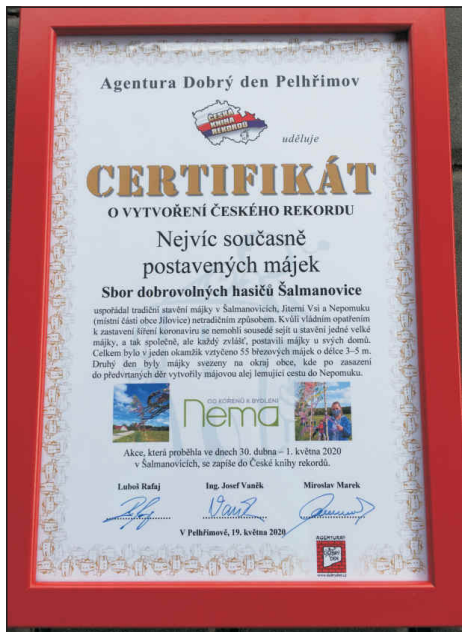 Agentura Dobrý den Pelhřimov
ČESKÁ
KNIHA
REKORDŮ
uděluje
CERTIFIKÁT
O VYTVOŘENÍ ČESKÉHO REKORDU
Nejvíc současně
postavených májek
Sbor dobrovolných hasičů Šalmanovice
uspořádal tradiční stavění májky v Šalmanovicích, Jiterní Vsi a Nepomuku
(místní části obce Jílovice) netradičním způsobem. Kvůli vládním opatřením
k zastavení šíření koronaviru se nemohli sousedé sejít u stavění jedné velké
májky, a tak společně, ale každý zvlášť, postavili májky u svých domů.
Celkem bylo v jeden okamžik vztyčeno 55 březových májek o délce 3–5 m.
Druhý den byly májky svezeny na okraj obce, kde po zasazení
do předvrtaných děr vytvořily májovou alej lemující cestu do Nepomuku.
OD KOŘENŮ K BYDLENÍ
Nema
Akce, která proběhla ve dnech 30. dubna – 1. května 2020
v Šalmanovicích, se zapíše do České knihy rekordů.
Luboš Rafaj Ing. Josef Vaněk Miroslav Marek
V Pelhřimově, 19. května 2020
AGENTURA
DOBRÝ
DEN